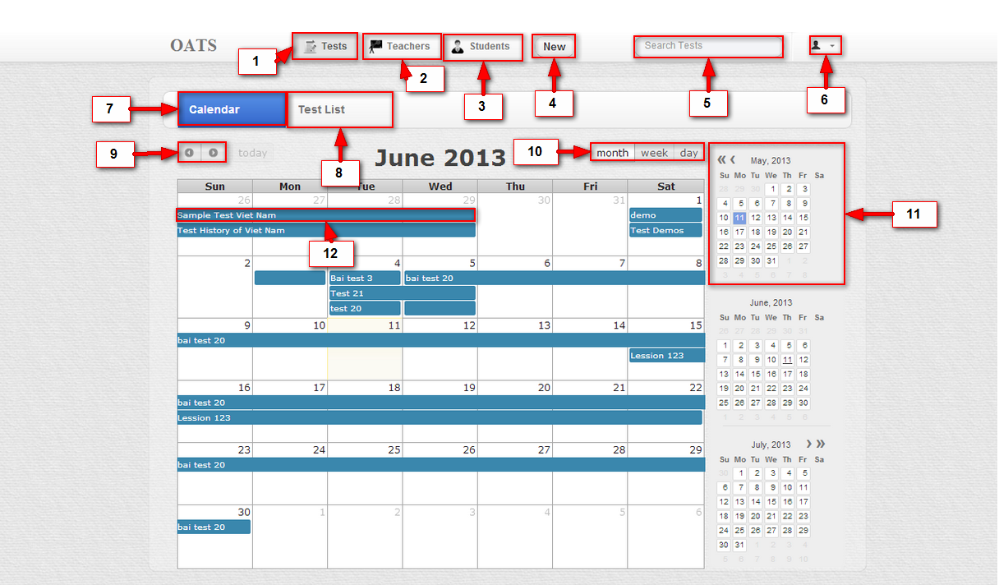 OATS Tests Teachers Students New Search Tests
1
2
3
4
5
6
7 Calendar Test List
8
9 today June 2013 10 month week day
Sun Mon Tue Wed Thu Fri Sat
26 27 28 29 30 31 1
Sample Test Viet Nam demo
Test History of Viet Nam Test Demos
12
2 4 5 6 7 8
Bai test 3 bai test 20
Test 21
test 20
9 10 11 12 13 14 15
bai test 20
Lession 123
16 17 18 19 20 21 22
bai test 20
Lession 123
23 24 25 26 27 28 29
bai test 20
30 1 2 3 4 5 6
bai test 20
« ‹ May, 2013
Su Mo Tu We Th Fr Sa
28 29 30 1 2 3
4 5 6 7 8 9
10 11 12 13 14 15
16 17 18 19 20 21
22 23 24 25 26 27
28 29 30 31 1 2
3 4 5 6 7 8
11
June, 2013
Su Mo Tu We Th Fr Sa
26 27 28 29 30 31
1 2 3 4 5 6
7 8 9 10 11 12
13 14 15 16 17 18
19 20 21 22 23 24
25 26 27 28 29 30
1 2 3 4 5 6
July, 2013 › »
Su Mo Tu We Th Fr Sa
30 1 2 3 4 5
6 7 8 9 10 11
12 13 14 15 16 17
18 19 20 21 22 23
24 25 26 27 28 29
30 31 1 2 3 4
5 6 7 8 9 10